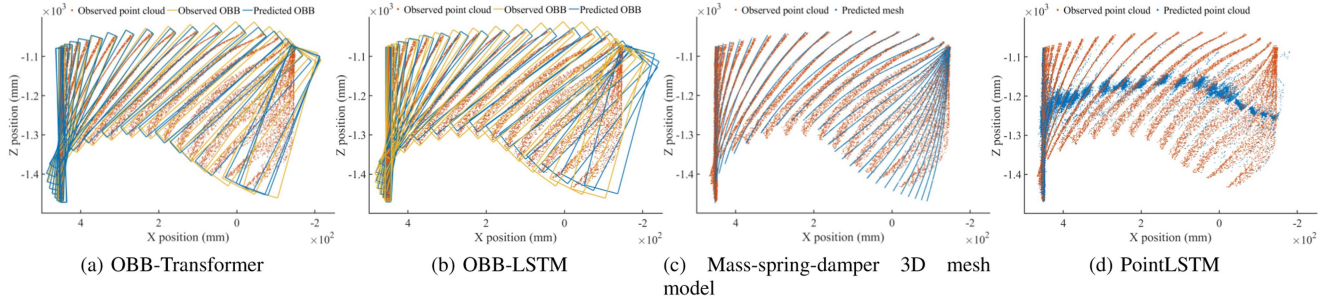 ×10³
Observed point cloud Observed OBB Predicted OBB
-1.1
-1.2
-1.3
-1.4
Z position (mm)
4 2 0 -2
X position (mm)
×10²
(a) OBB-Transformer
×10³
Observed point cloud Observed OBB Predicted OBB
-1.1
-1.2
-1.3
-1.4
Z position (mm)
4 2 0 -2
X position (mm)
×10²
(b) OBB-LSTM
×10³
Observed point cloud Predicted mesh
-1.1
-1.2
-1.3
-1.4
Z position (mm)
4 2 0 -2
X position (mm)
×10²
(c) Mass-spring-damper 3D mesh
model
×10³
Observed point cloud Predicted point cloud
-1.1
-1.2
-1.3
-1.4
Z position (mm)
4 2 0 -2
X position (mm)
×10²
(d) PointLSTM